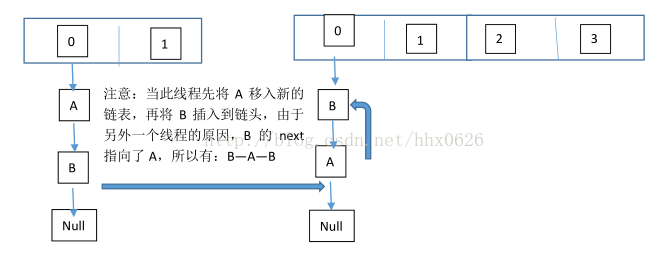 0
1
0
1
2
3
A
注意：当此线程先将 A 移入新的
链表，再将 B 插入到链头，由于
另外一个线程的原因，B 的 next
指向了 A，所以有：B—A—B
B
B
A
http://blog.csdn.net/hhx0626
Null
Null